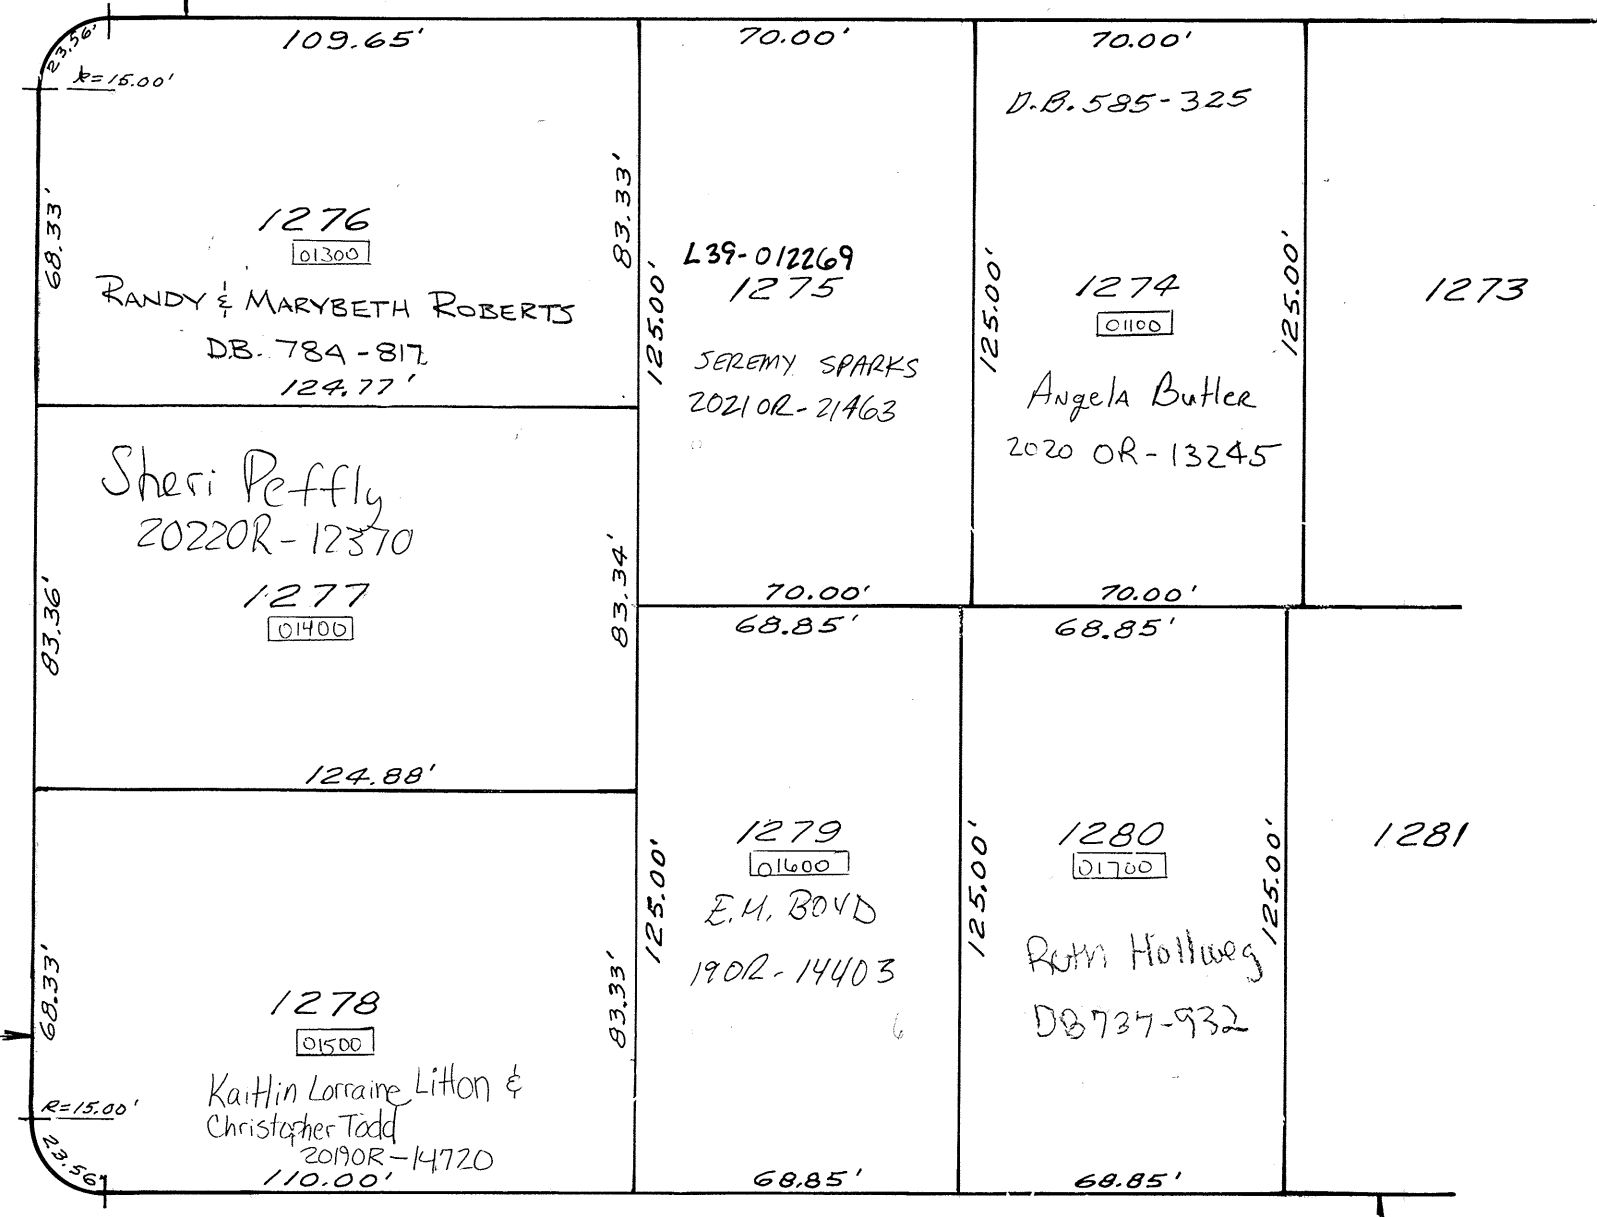 23.56'
109.65'
70.00'
70.00'
R=15.00'
D.B. 585-325
68.33'
83.33'
1276
01300
RANDY & MARYBETH ROBERTS
D.B. 784-817
124.77'
L39-012269
1275
125.00'
JEREMY SPARKS
2021OR-21463
125.00'
1274
01100
125.00'
Angela Butler
2020 OR-13245
1273
Sheri Peffly
2022OR-12370
1277
01400
83.36'
83.34'
70.00'
70.00'
68.85'
68.85'
124.88'
1279
01600
125.00'
E.M. BOYD
19OR-14403
125.00'
1280
01700
125.00'
Ruth Hollweg
DB737-932
1281
68.33'
83.33'
1278
01500
R=15.00'
Kaitlin Lorraine Litton &
Christopher Todd
2019OR-14720
23.56'
110.00'
68.85'
68.85'